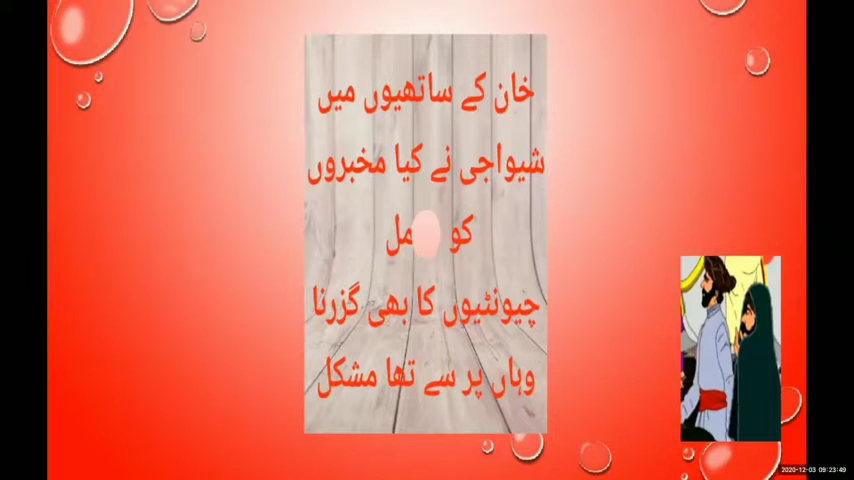 خان کے ساتھیوں میں
شیواجی نے کیا مخبروں
کو مل
چیونٹیوں کا بھی گزرنا
وہاں پر سے تھا مشکل
2020-12-03 09:23:49